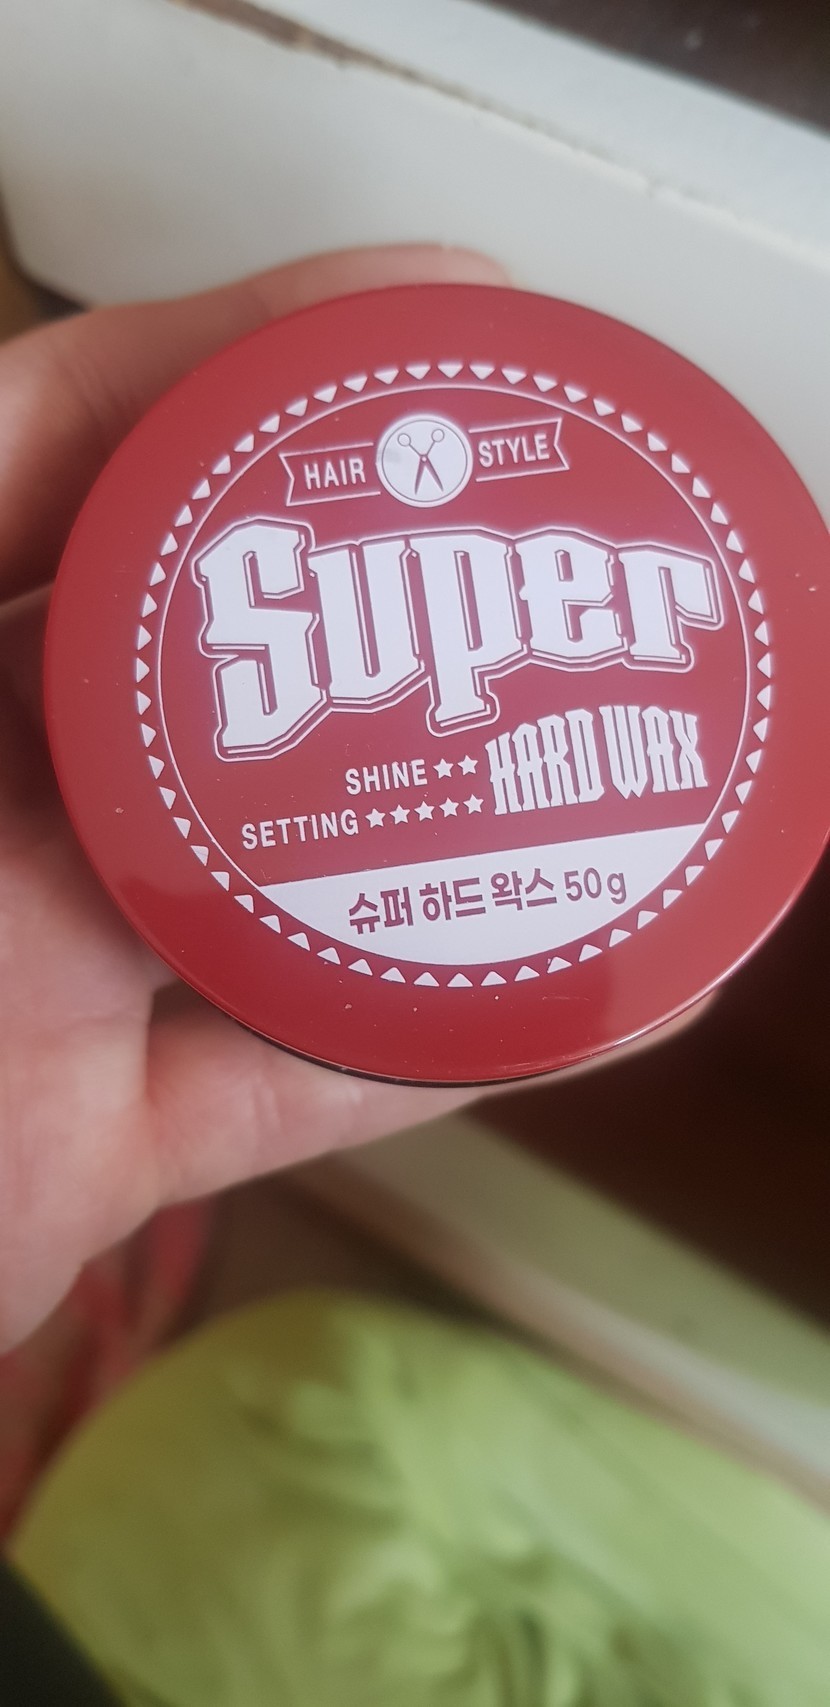 HAIR STYLE
Super
SHINE★★ HARD WAX
SETTING★★★★★
슈퍼 하드 왁스 50g